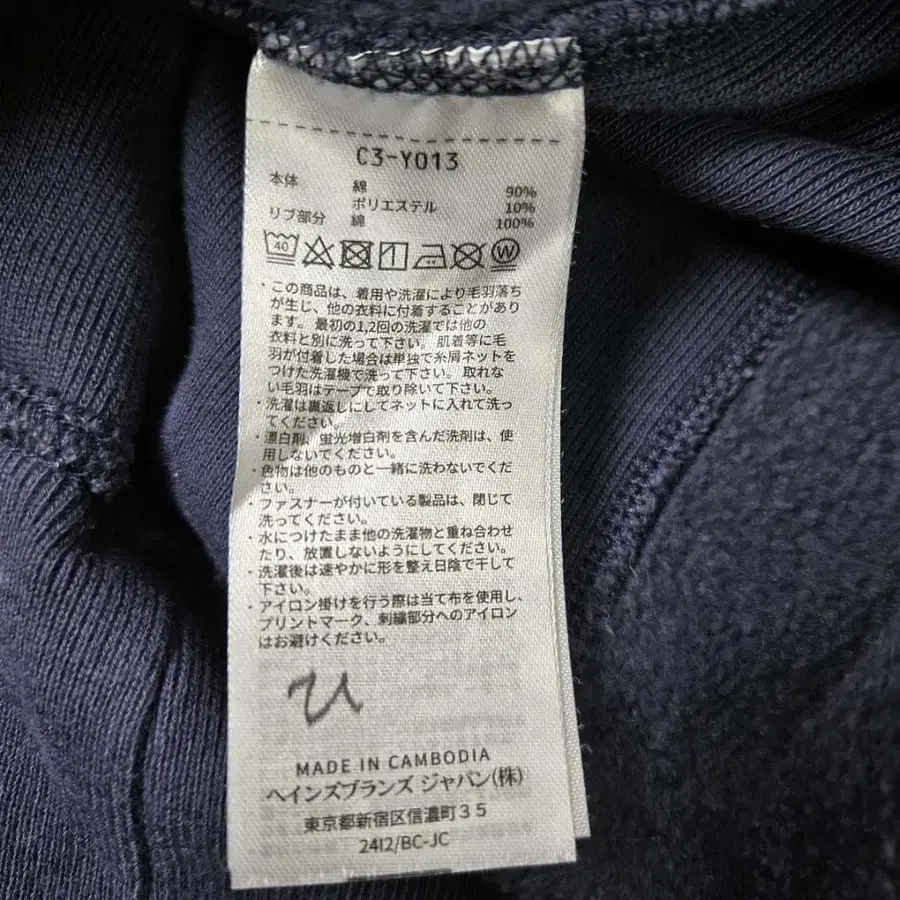 C3-Y013
本体 綿 90%
ポリエステル 10%
リブ部分 綿 100%
40 W
・この商品は、着用や洗濯により毛羽落ち
が生じ、他の衣料に付着することがあり
ます。最初の1,2回の洗濯では他の
衣料と別に洗って下さい。肌着等に毛
羽が付着した場合は単独で糸屑ネットを
つけた洗濯機で洗って下さい。取れな
い毛羽はテープで取り除いて下さい。
・洗濯は裏返しにしてネットに入れて洗っ
てください。
・漂白剤、蛍光増白剤を含んだ洗剤は、使
用しないでください。
・色物は他のものと一緒に洗わないでくだ
さい。
・ファスナーが付いている製品は、閉じて
洗ってください。
・水につけたまま他の洗濯物と重ね合わせ
たり、放置しないようにしてください。
・洗濯後は速やかに形を整え日陰で干して
下さい。
・アイロン掛けを行う際は当て布を使用し、
プリントマーク、刺繍部分へのアイロン
はお避けください。
ひ
MADE IN CAMBODIA
ヘインズブランズ ジャパン(株)
東京都新宿区信濃町35
2412/BC-JC